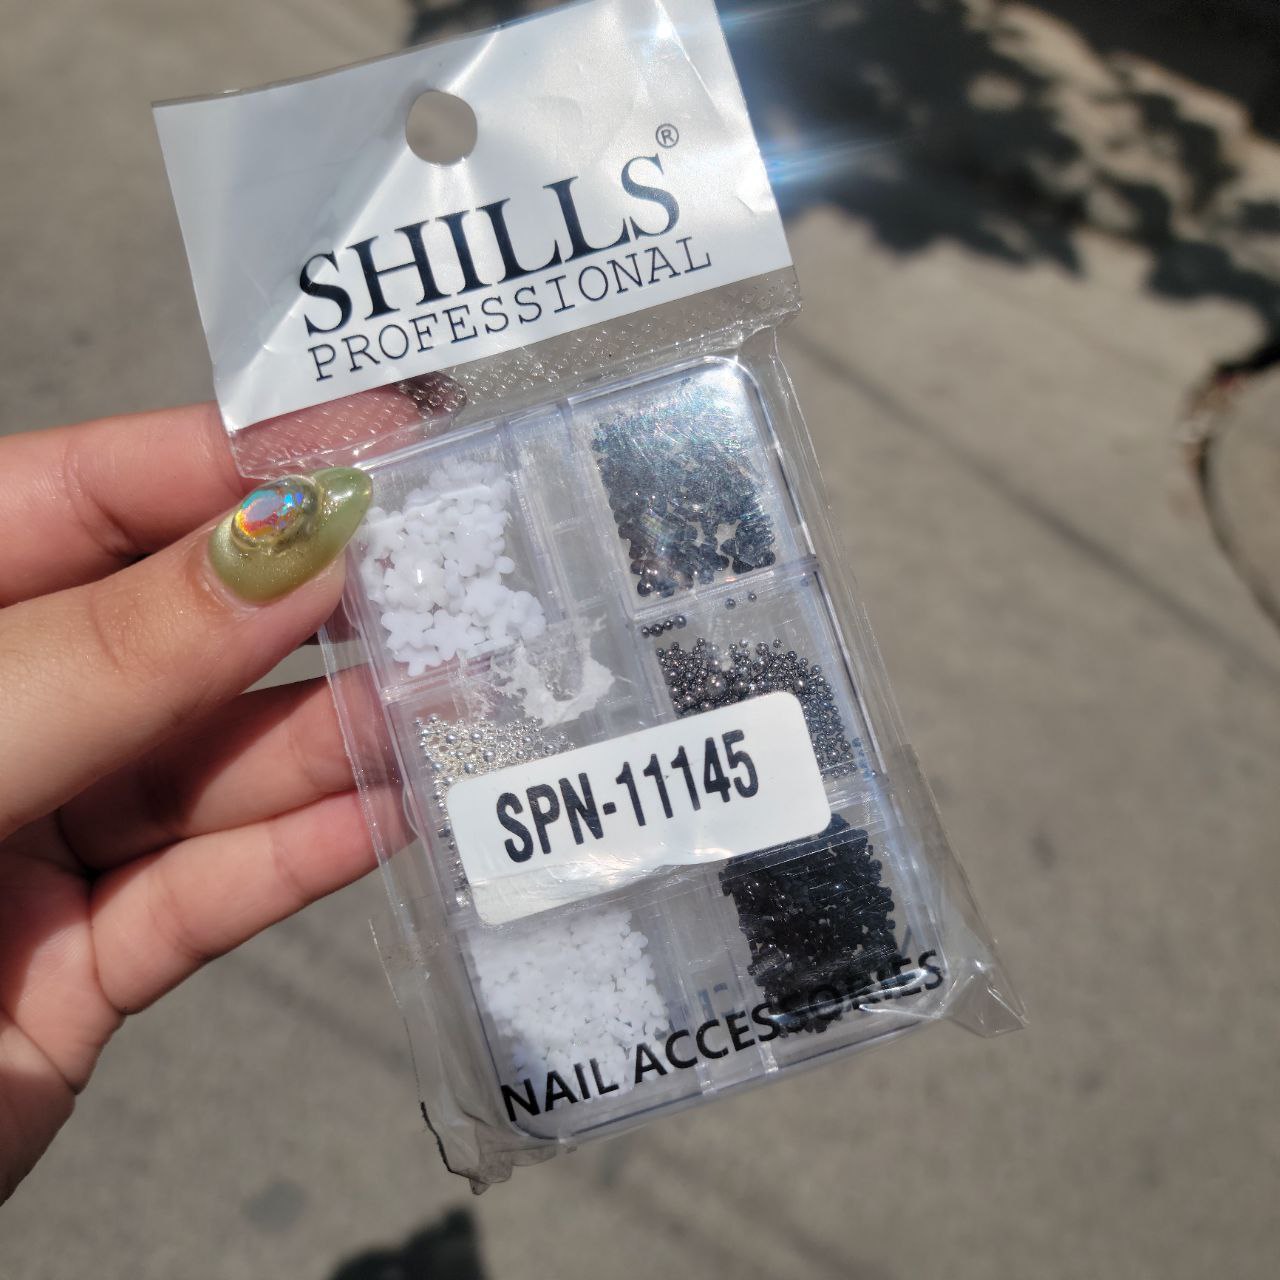 SHILLS®
PROFESSIONAL
SPN-11145
NAIL ACCESSORIES